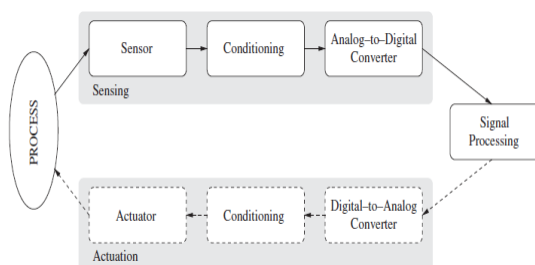 Sensor
Conditioning
Analog–to–Digital
Converter
Sensing
PROCESS
Signal
Processing
Actuator
Conditioning
Digital–to–Analog
Converter
Actuation